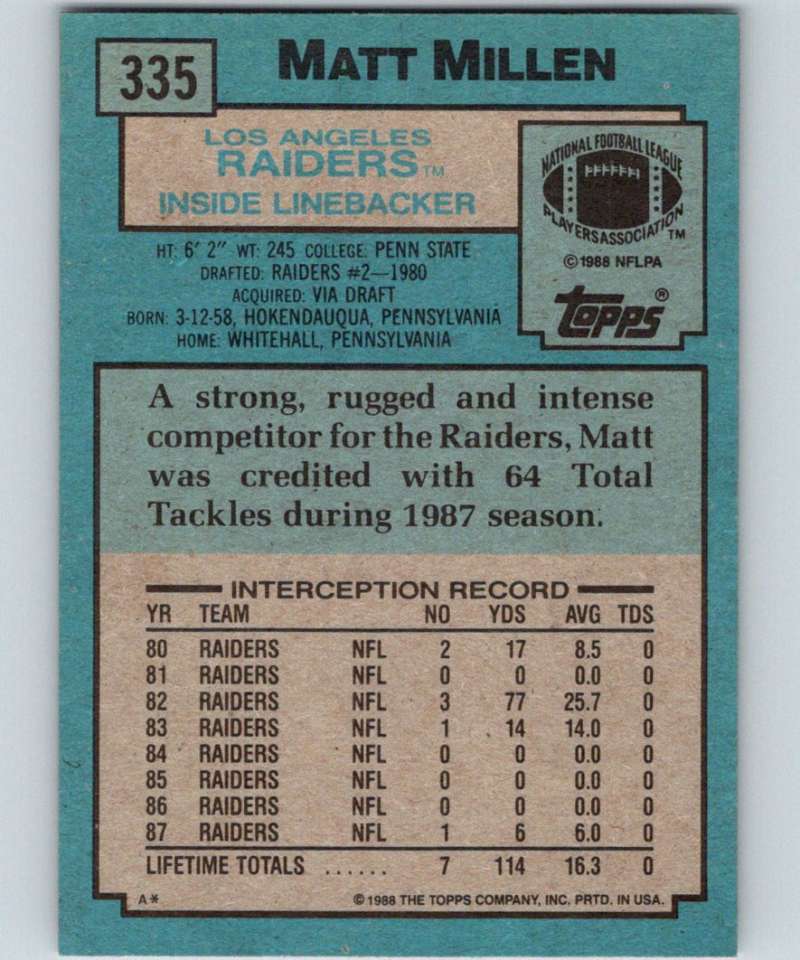 335
MATT MILLEN
LOS ANGELES
RAIDERS™
INSIDE LINEBACKER
NATIONAL FOOTBALL LEAGUE
PLAYERS ASSOCIATION™
©1988 NFLPA
TOPPS®
HT: 6' 2" WT: 245 COLLEGE: PENN STATE
DRAFTED: RAIDERS #2—1980
ACQUIRED: VIA DRAFT
BORN: 3-12-58, HOKENDAUQUA, PENNSYLVANIA
HOME: WHITEHALL, PENNSYLVANIA
A strong, rugged and intense
competitor for the Raiders, Matt
was credited with 64 Total
Tackles during 1987 season.
INTERCEPTION RECORD
YR TEAM NO YDS AVG TDS
80 RAIDERS NFL 2 17 8.5 0
81 RAIDERS NFL 0 0 0.0 0
82 RAIDERS NFL 3 77 25.7 0
83 RAIDERS NFL 1 14 14.0 0
84 RAIDERS NFL 0 0 0.0 0
85 RAIDERS NFL 0 0 0.0 0
86 RAIDERS NFL 0 0 0.0 0
87 RAIDERS NFL 1 6 6.0 0
LIFETIME TOTALS ...... 7 114 16.3 0
A* ©1988 THE TOPPS COMPANY, INC. PRTD. IN USA.